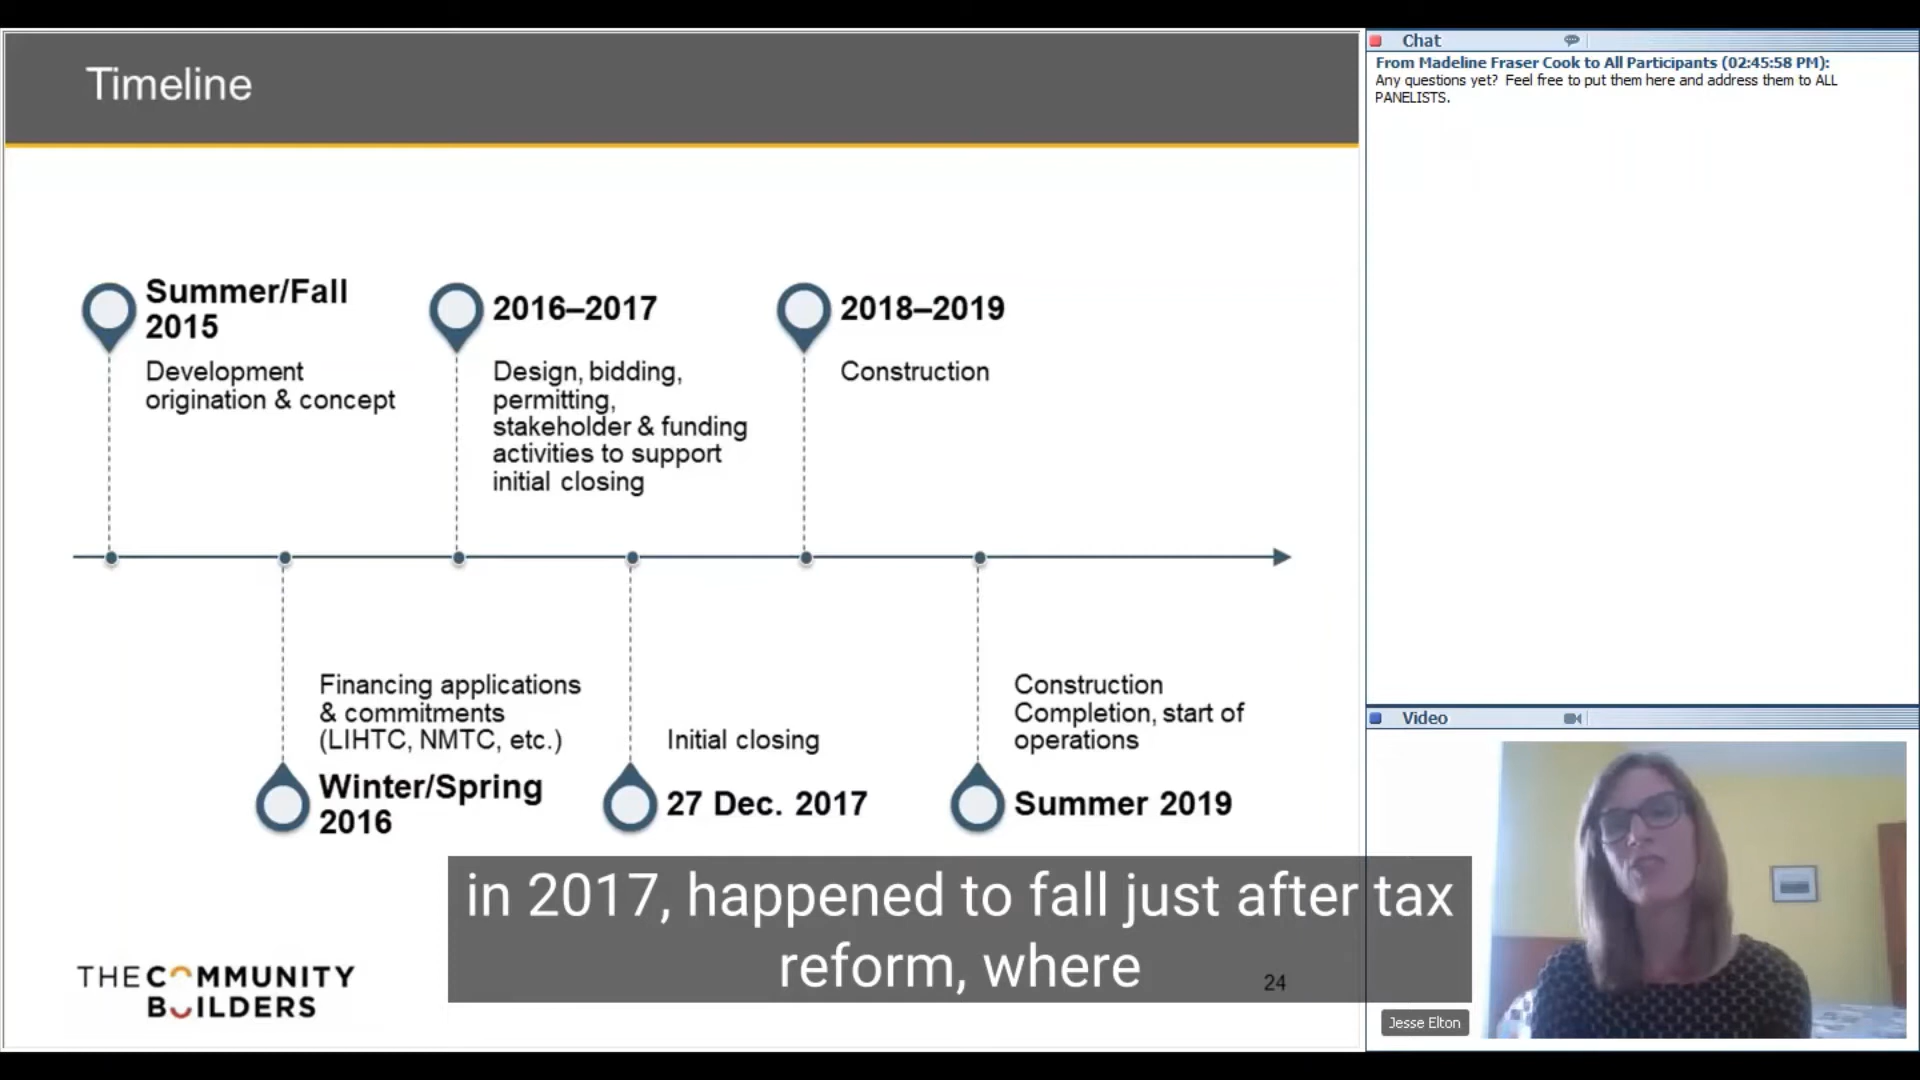 Timeline
Summer/Fall
2015
Development
origination & concept
2016–2017
Design, bidding,
permitting,
stakeholder & funding
activities to support
initial closing
2018–2019
Construction
Financing applications
& commitments
(LIHTC, NMTC, etc.)
Winter/Spring
2016
Initial closing
27 Dec. 2017
Construction
Completion, start of
operations
Summer 2019
in 2017, happened to fall just after tax
reform, where
THE COMMUNITY
BUILDERS
24
Chat
From Madeline Fraser Cook to All Participants (02:45:58 PM):
Any questions yet? Feel free to put them here and address them to ALL
PANELISTS.
Video
Jesse Elton